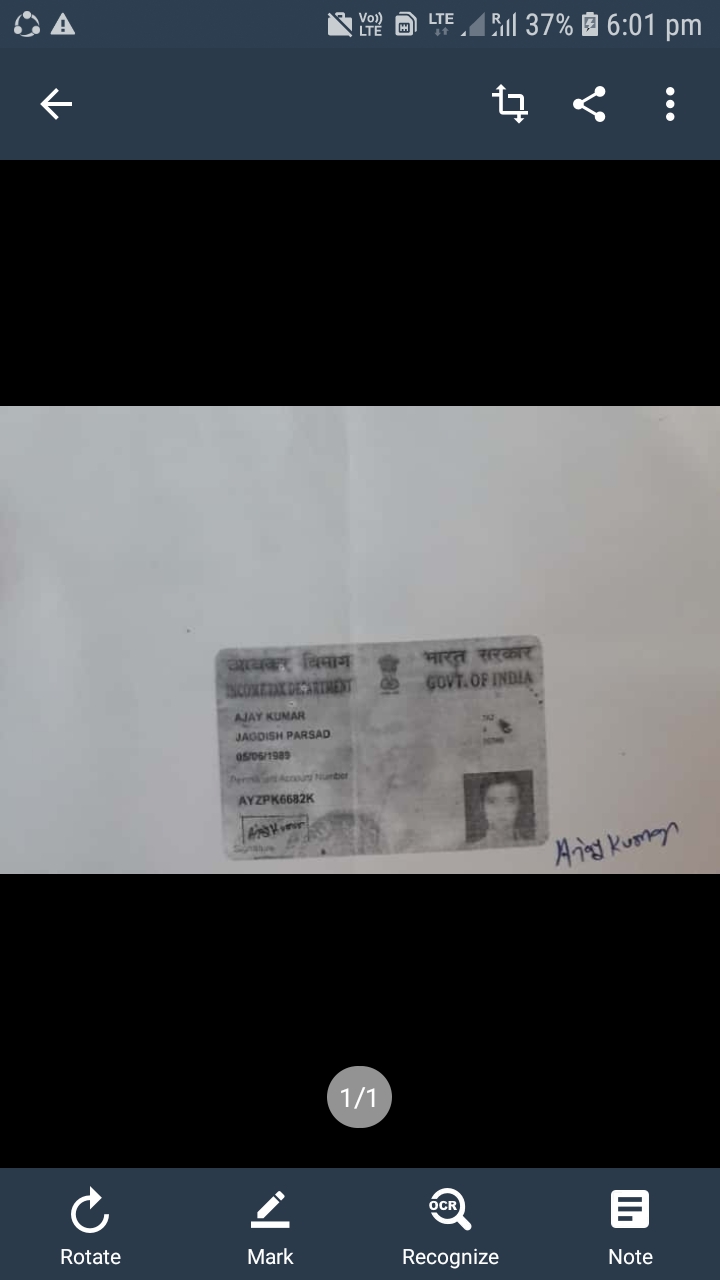 Vo))
LTE
LTE
R
37%
6:01 pm
आयकर विभाग
INCOME TAX DEPARTMENT
भारत सरकार
GOVT. OF INDIA
AJAY KUMAR
JAGDISH PARSAD
05/06/1989
Permanent Account Number
AYZPK6682K
Ajay Kumar
Signature
Ajay Kumar
1/1
OCR
Rotate
Mark
Recognize
Note